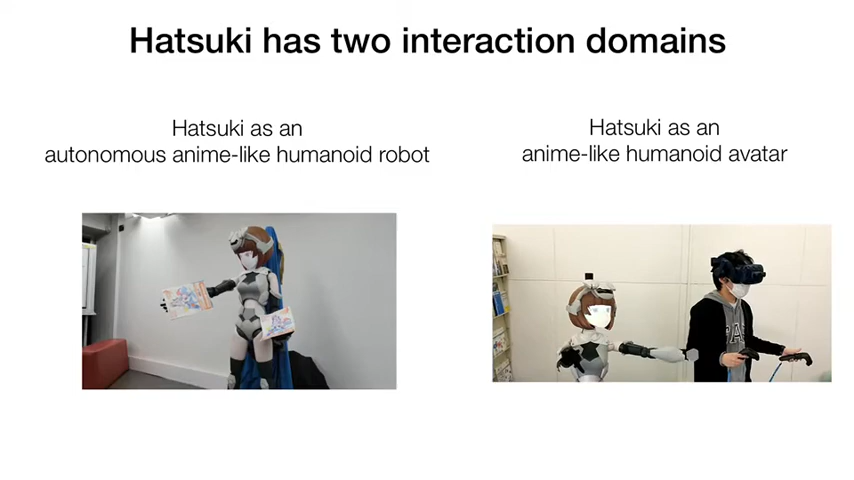 Hatsuki has two interaction domains
Hatsuki as an
autonomous anime-like humanoid robot
Hatsuki as an
anime-like humanoid avatar